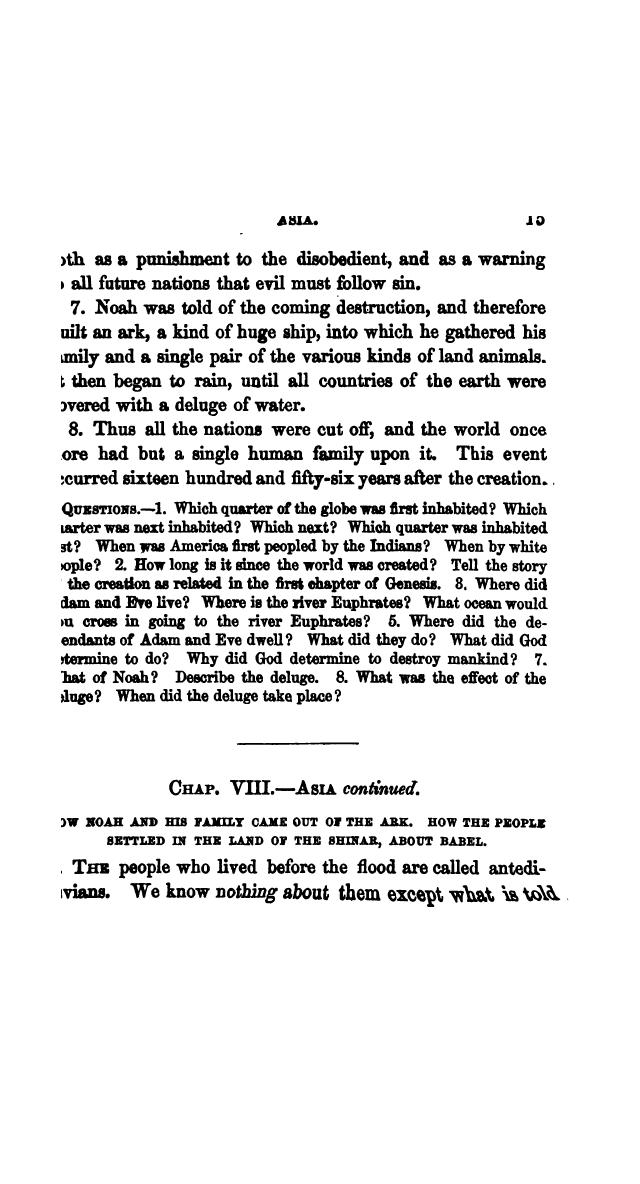 ASIA. 19
oth as a punishment to the disobedient, and as a warning
all future nations that evil must follow sin.
7. Noah was told of the coming destruction, and therefore
uilt an ark, a kind of huge ship, into which he gathered his
mily and a single pair of the various kinds of land animals.
t then began to rain, until all countries of the earth were
overed with a deluge of water.
8. Thus all the nations were cut off, and the world once
ore had but a single human family upon it. This event
curred sixteen hundred and fifty-six years after the creation.
QUESTIONS.—1. Which quarter of the globe was first inhabited? Which
uarter was next inhabited? Which next? Which quarter was inhabited
st? When was America first peopled by the Indians? When by white
eople? 2. How long is it since the world was created? Tell the story
the creation as related in the first chapter of Genesis. 3. Where did
dam and Eve live? Where is the river Euphrates? What ocean would
ou cross in going to the river Euphrates? 5. Where did the de-
endants of Adam and Eve dwell? What did they do? What did God
etermine to do? Why did God determine to destroy mankind? 7.
hat of Noah? Describe the deluge. 8. What was the effect of the
eluge? When did the deluge take place?
CHAP. VIII.—ASIA continued.
OW NOAH AND HIS FAMILY CAME OUT OF THE ARK. HOW THE PEOPLE
SETTLED IN THE LAND OF THE SHINAR, ABOUT BABEL.
. THE people who lived before the flood are called antedi-
vians. We know nothing about them except what is told